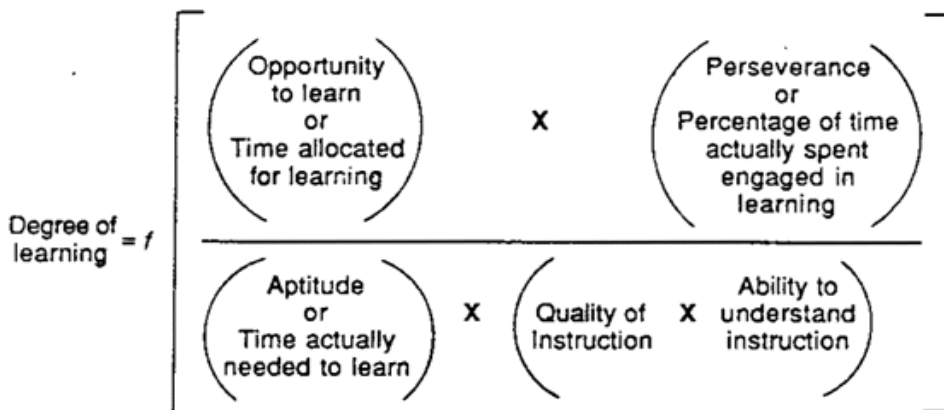 Opportunity
to learn
or
Time allocated
for learning
X
Perseverance
or
Percentage of time
actually spent
engaged in
learning
Degree of
learning = f
Aptitude
or
Time actually
needed to learn
X
Quality of
Instruction
X
Ability to
understand
instruction